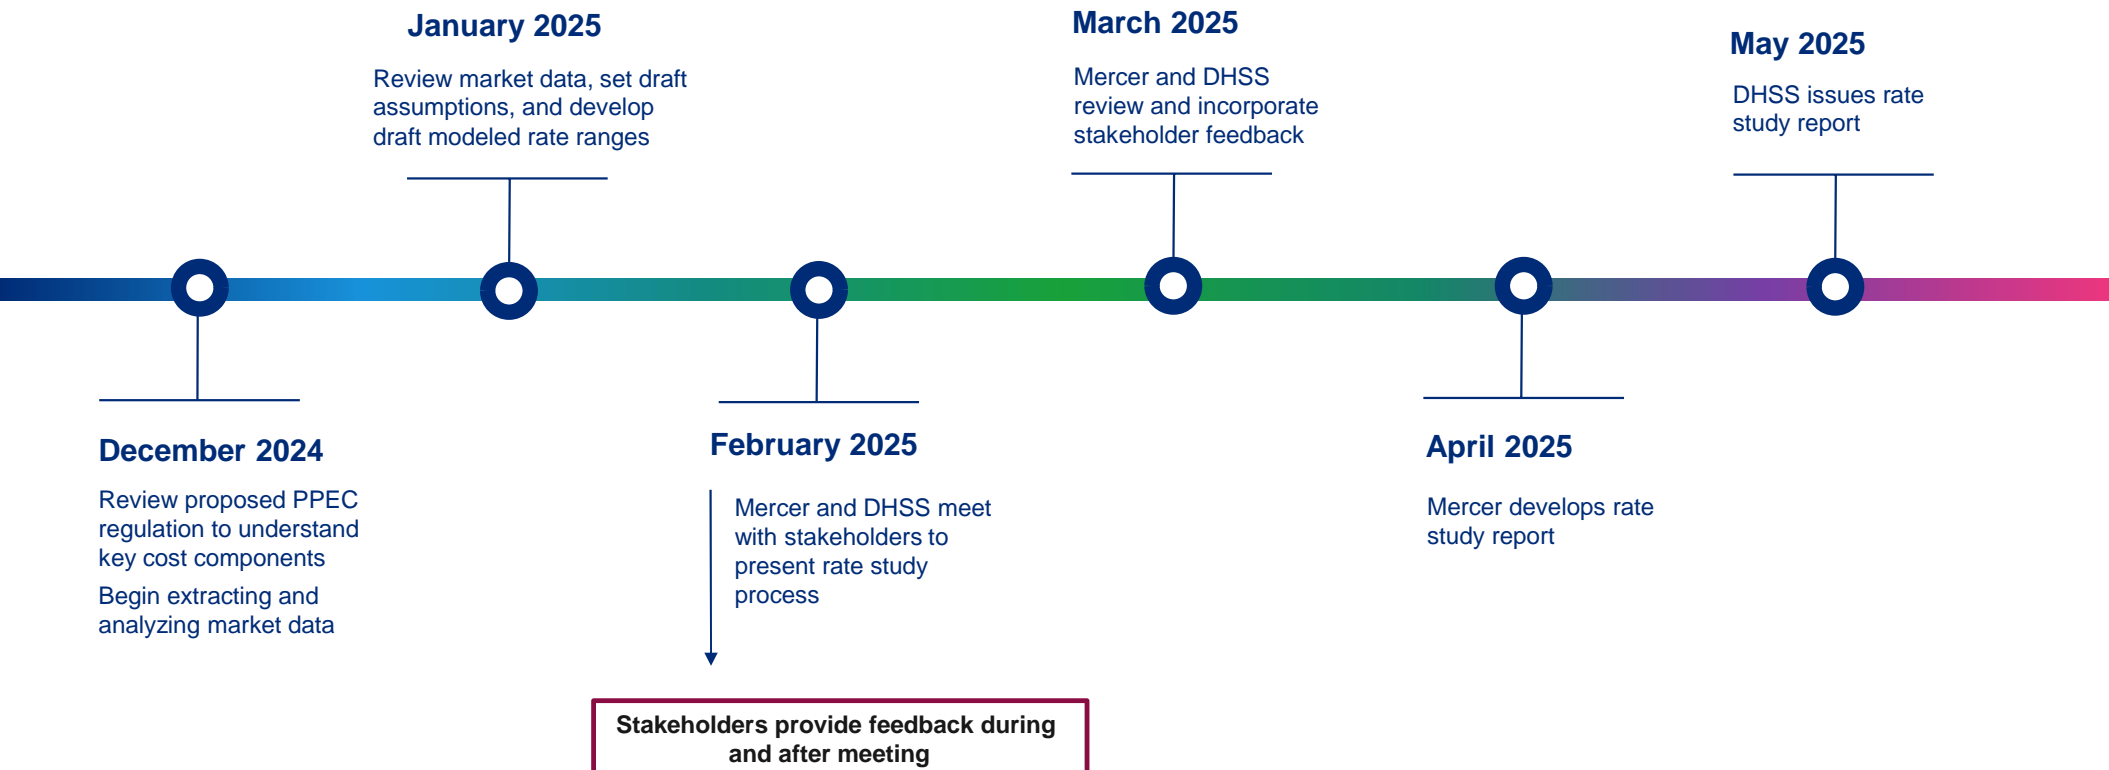 December 2024
Review proposed PPEC
regulation to understand
key cost components
Begin extracting and
analyzing market data
January 2025
Review market data, set draft
assumptions, and develop
draft modeled rate ranges
February 2025
Mercer and DHSS meet
with stakeholders to
present rate study
process
Stakeholders provide feedback during
and after meeting
March 2025
Mercer and DHSS
review and incorporate
stakeholder feedback
April 2025
Mercer develops rate
study report
May 2025
DHSS issues rate
study report